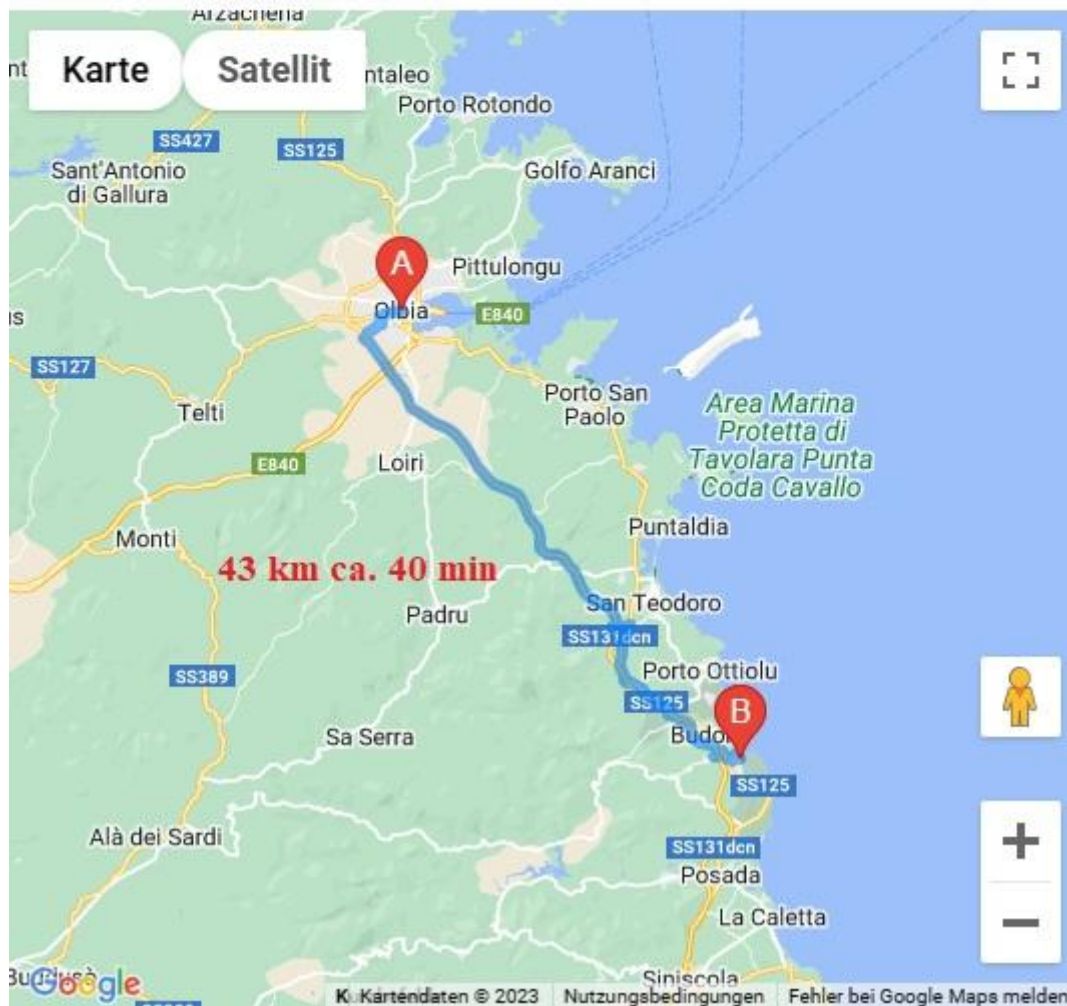 Arzachena
Karte
Satellit
ntaleo
Porto Rotondo
SS427
SS125
Sant'Antonio
di Gallura
Golfo Aranci
A
Pittulongu
Olbia
E840
us
SS127
Telti
Porto San
Paolo
Area Marina
Protetta di
Tavolara Punta
Coda Cavallo
Loiri
E840
Monti
Puntaldia
43 km ca. 40 min
Padru
San Teodoro
SS131dcn
SS389
Porto Ottiolu
SS125
B
Sa Serra
SS125
Alà dei Sardi
SS131dcn
Posada
La Caletta
Siniscola
Google
Kartendaten © 2023
Nutzungsbedingungen
Fehler bei Google Maps melden